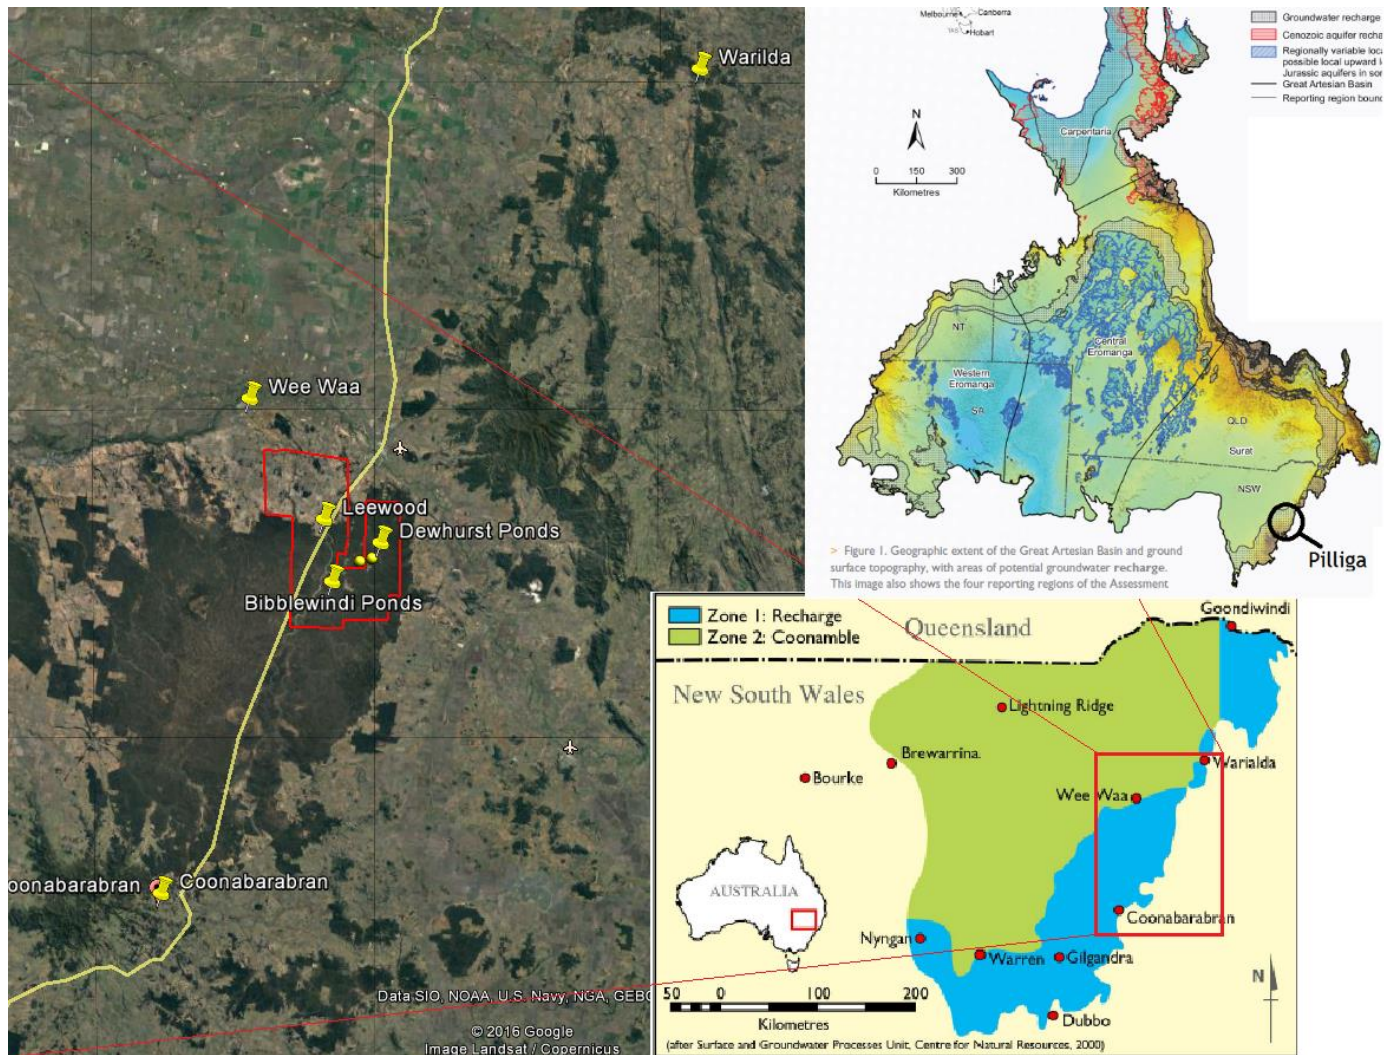 Warilda
Wee Waa
Leewood
Dewhurst Ponds
Bibblewindi Ponds
oonabarabran
Coonabarabran
Data SIO, NOAA, U.S. Navy, NGA, GEBC
© 2016 Google
Image Landsat / Copernicus
Melbourne
Canberra
Hobart
Groundwater recharge
Cenozoic aquifer recha
Regionally variable loca
possible local upward l
Jurassic aquifers in som
Great Artesian Basin
Reporting region bounc
N
0 150 300
Kilometres
Carpentaria
NT
Central
Eromanga
Western
Eromanga
SA
QLD
Surat
NSW
Pilliga
> Figure 1. Geographic extent of the Great Artesian Basin and ground
surface topography, with areas of potential groundwater recharge.
This image also shows the four reporting regions of the Assessment
Zone 1: Recharge
Zone 2: Coonamble
Queensland
Goondiwindi
New South Wales
Lightning Ridge
Brewarrina.
Bourke
Warialda
Wee Waa
AUSTRALIA
Coonabarabran
Nyngan
Warren
Gilgandra
Dubbo
N
50 0 100 200
Kilometres
(after Surface and Groundwater Processes Unit, Centre for Natural Resources, 2000)